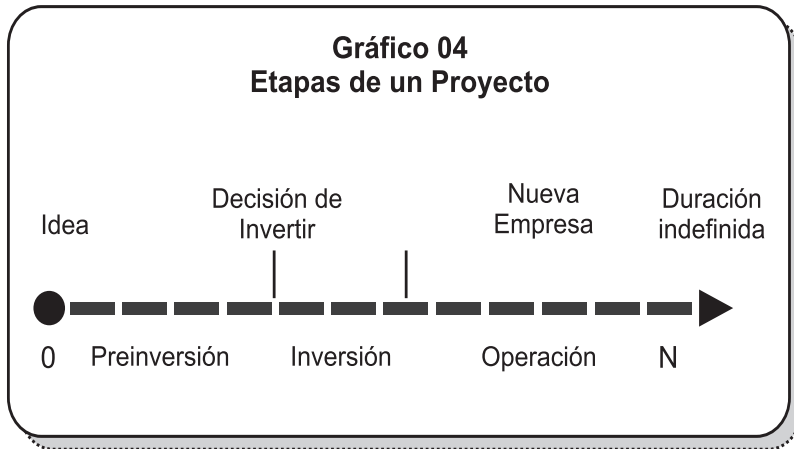 Gráfico 04
Etapas de un Proyecto
Idea
Decisión de
Invertir
Nueva
Empresa
Duración
indefinida
0 Preinversión Inversión Operación N